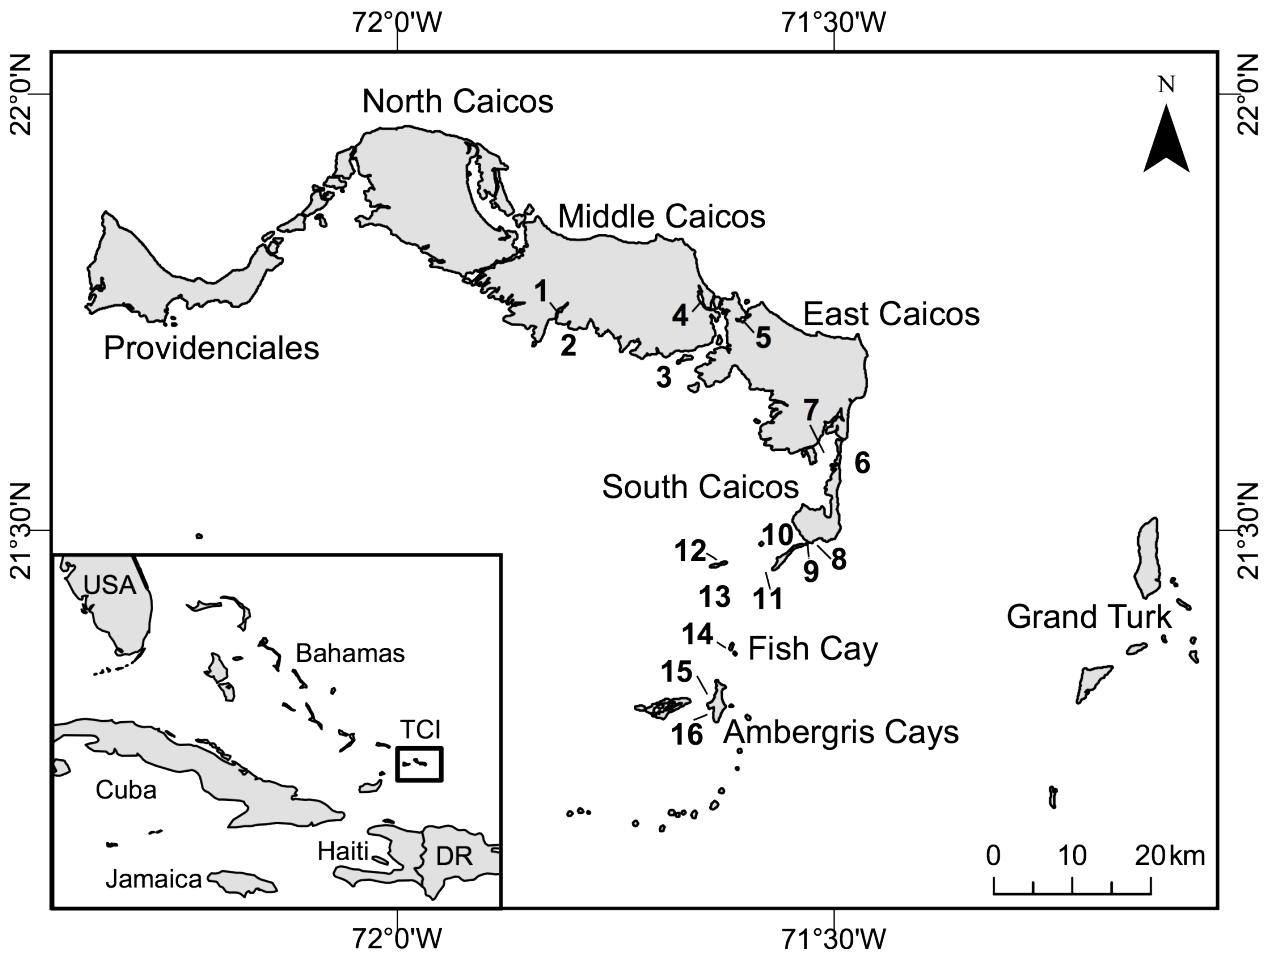 72°0'W
71°30'W
22°0'N
22°0'N
N
North Caicos
Middle Caicos
East Caicos
Providenciales
1
2
3
4
5
7
6
South Caicos
21°30'N
21°30'N
10
12
9
8
13
11
Grand Turk
14
Fish Cay
15
16
Ambergris Cays
USA
Bahamas
TCI
Cuba
Haiti
DR
Jamaica
0 10 20 km
72°0'W
71°30'W